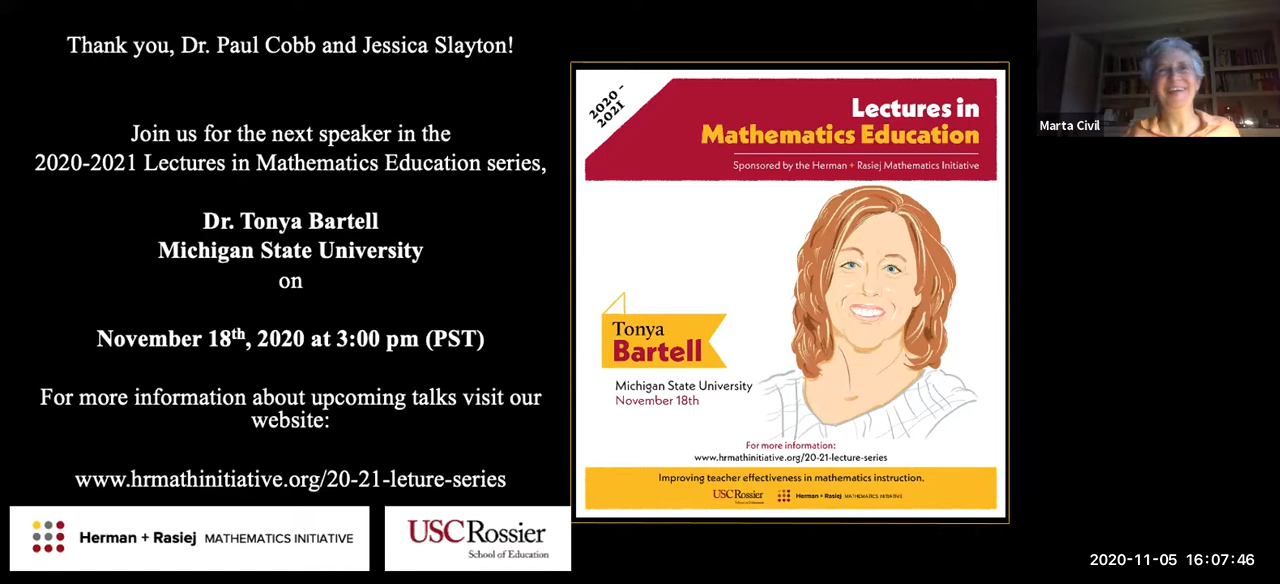 Thank you, Dr. Paul Cobb and Jessica Slayton!
Join us for the next speaker in the
2020-2021 Lectures in Mathematics Education series,
Dr. Tonya Bartell
Michigan State University
on
November 18th, 2020 at 3:00 pm (PST)
For more information about upcoming talks visit our
website:
www.hrmathinitiative.org/20-21-leture-series
Herman + Rasiej MATHEMATICS INITIATIVE
USC Rossier
School of Education
2020 -
2021
Lectures in
Mathematics Education
Sponsored by the Herman + Rasiej Mathematics Initiative
Tonya
Bartell
Michigan State University
November 18th
For more information:
www.hrmathinitiative.org/20-21-lecture-series
Improving teacher effectiveness in mathematics instruction.
USC Rossier
School of Education
Herman + Rasiej MATHEMATICS INITIATIVE
Marta Civil
2020-11-05 16:07:46